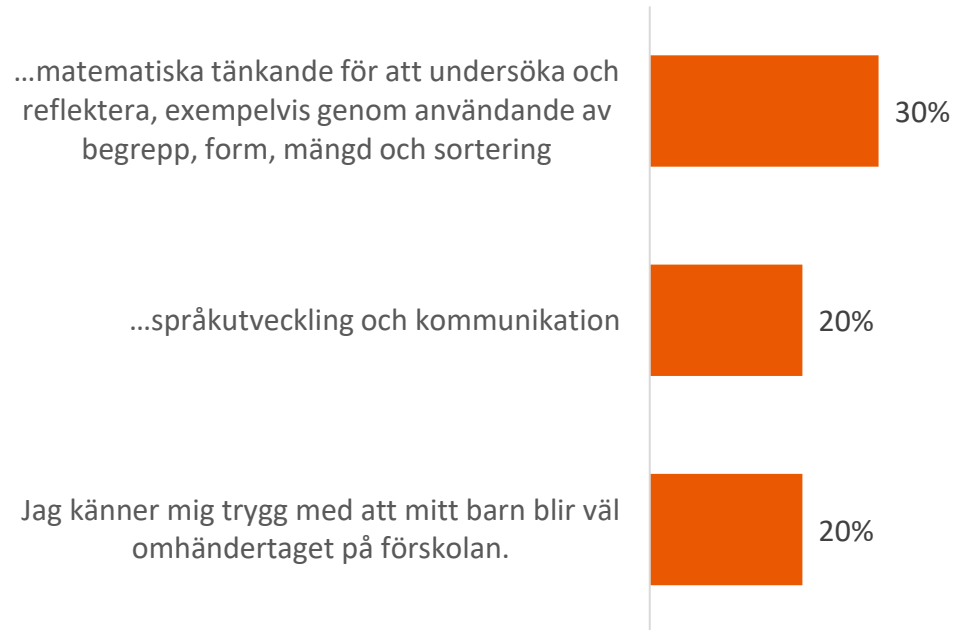 …matematiska tänkande för att undersöka och
reflektera, exempelvis genom användande av
begrepp, form, mängd och sortering
30%
…språkutveckling och kommunikation
20%
Jag känner mig trygg med att mitt barn blir väl
omhändertaget på förskolan.
20%